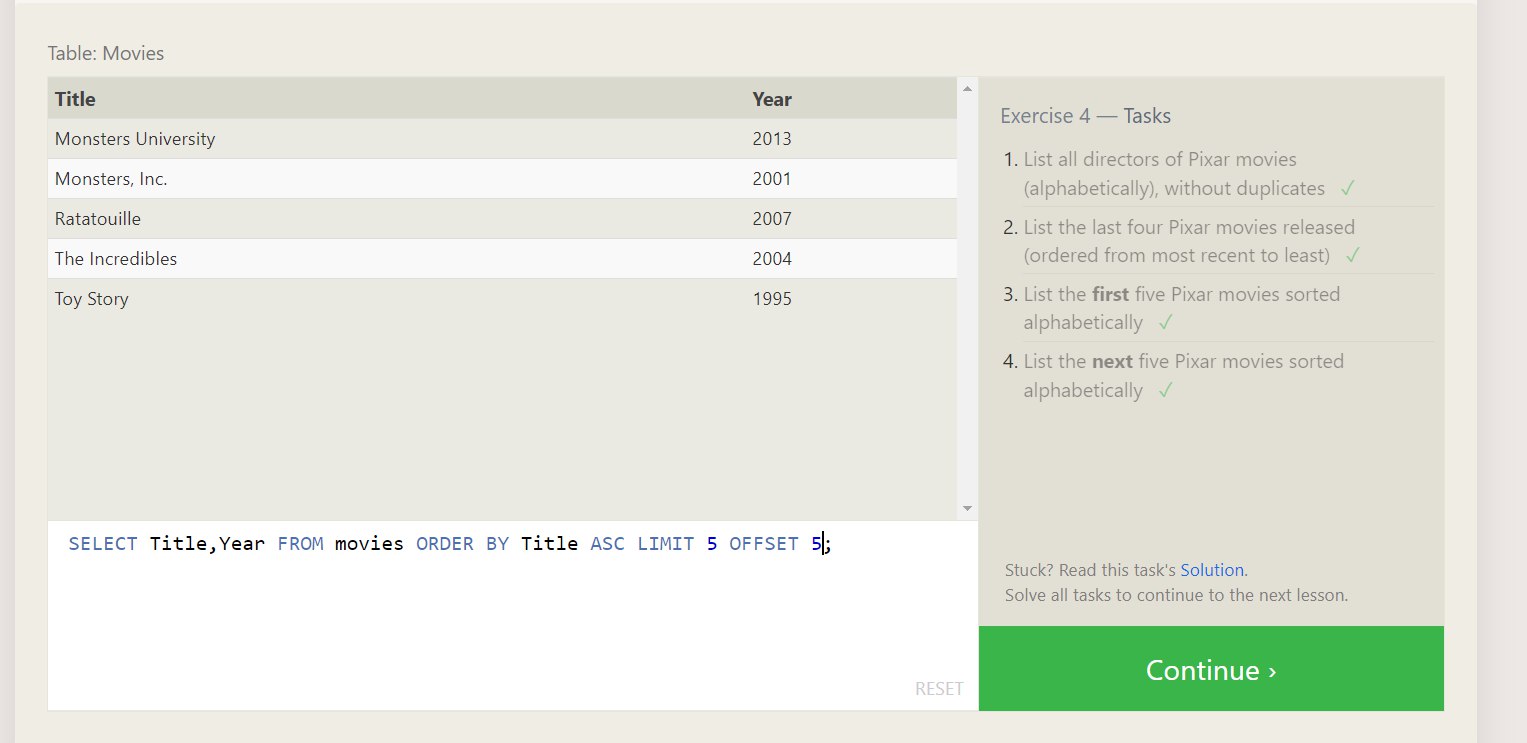 Table: Movies
Title Year
Monsters University 2013
Monsters, Inc. 2001
Ratatouille 2007
The Incredibles 2004
Toy Story 1995
SELECT Title,Year FROM movies ORDER BY Title ASC LIMIT 5 OFFSET 5;
RESET
Exercise 4 — Tasks
1. List all directors of Pixar movies
(alphabetically), without duplicates ✓
2. List the last four Pixar movies released
(ordered from most recent to least) ✓
3. List the first five Pixar movies sorted
alphabetically ✓
4. List the next five Pixar movies sorted
alphabetically ✓
Stuck? Read this task's Solution.
Solve all tasks to continue to the next lesson.
Continue ›